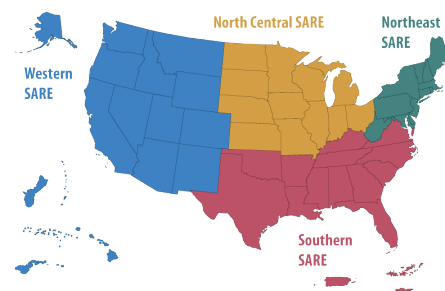 North Central SARE
Northeast
SARE
Western
SARE
Southern
SARE